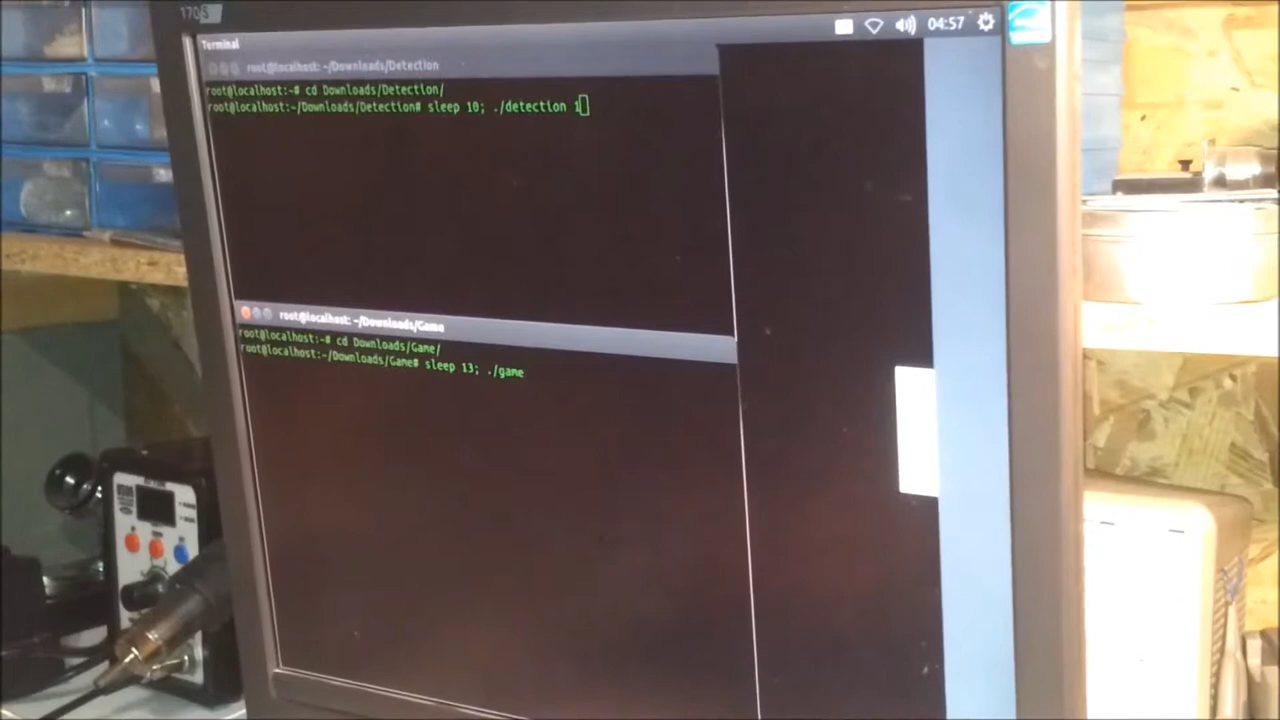 170S
04:57
Terminal
root@localhost: ~/Downloads/Detection
root@localhost:~# cd Downloads/Detection/
root@localhost:~/Downloads/Detection# sleep 10; ./detection 1
root@localhost: ~/Downloads/Game
root@localhost:~# cd Downloads/Game/
root@localhost:~/Downloads/Game# sleep 13; ./game